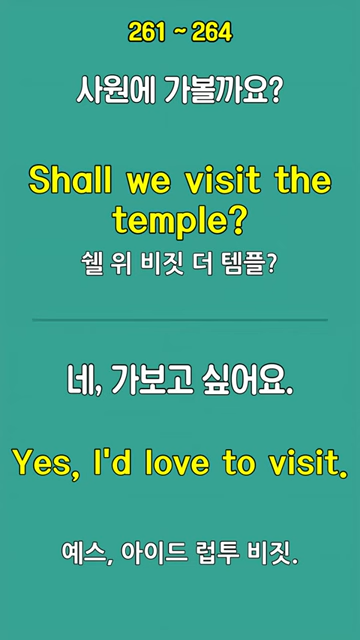 261 ~ 264
사원에 가볼까요?
Shall we visit the
temple?
쉘 위 비짓 더 템플?
네, 가보고 싶어요.
Yes, I'd love to visit.
예스, 아이드 럽투 비짓.